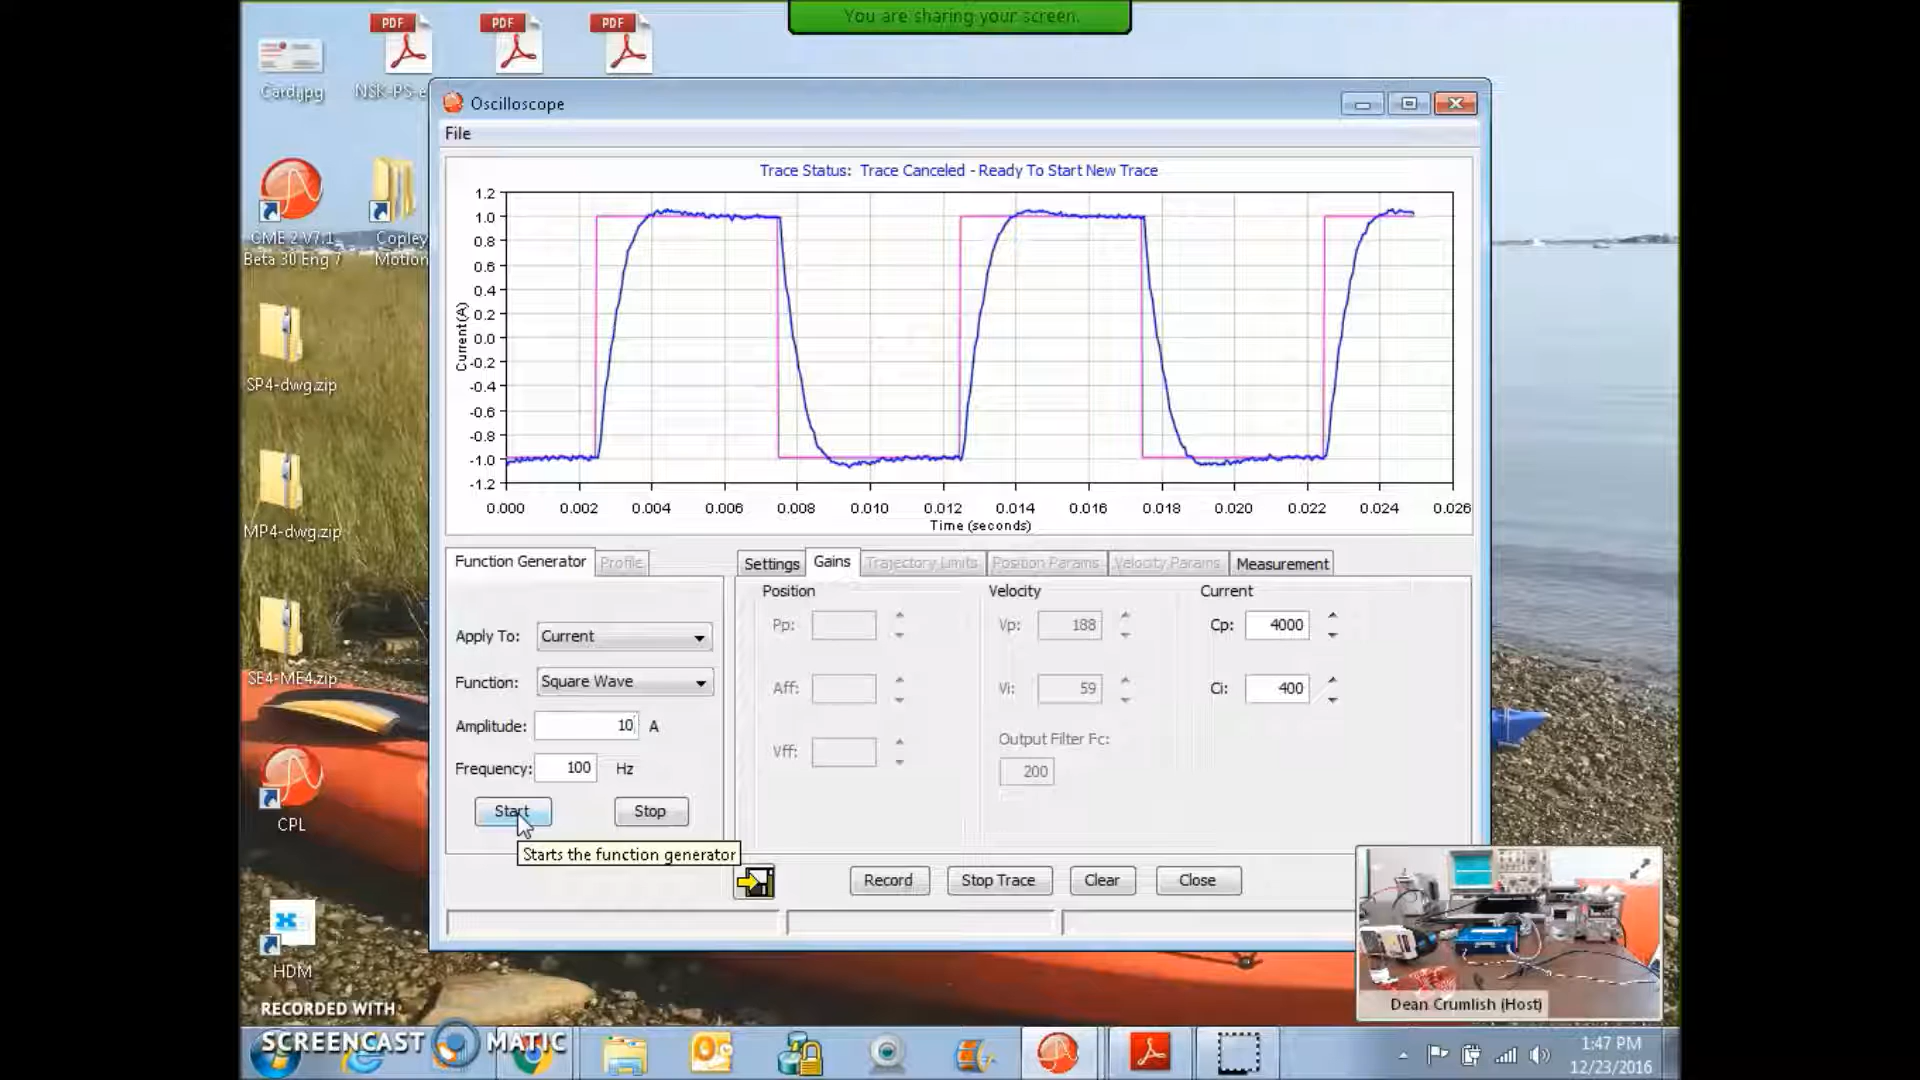 You are sharing your screen.
Card.jpg
PDF
NSK-PS-e
PDF
PDF
CME 2 V7.1
Beta 30 Eng 7
Copley
Motion
SP4-dwg.zip
MP4-dwg.zip
SE4-ME4.zip
CPL
HDM
Oscilloscope
File
Trace Status: Trace Canceled - Ready To Start New Trace
1.2
1.0
0.8
0.6
0.4
0.2
0.0
-0.2
-0.4
-0.6
-0.8
-1.0
-1.2
Current(A)
0.000 0.002 0.004 0.006 0.008 0.010 0.012 0.014 0.016 0.018 0.020 0.022 0.024 0.026
Time (seconds)
Function Generator Profile
Apply To: Current
Function: Square Wave
Amplitude: 10 A
Frequency: 100 Hz
Start Stop
Starts the function generator
Settings Gains Trajectory Limits Position Params Velocity Params Measurement
Position Velocity Current
Pp: Vp: 188 Cp: 4000
Aff: Vi: 59 Ci: 400
Output Filter Fc:
Vff: 200
Record Stop Trace Clear Close
Dean Crumlish (Host)
RECORDED WITH
SCREENCAST MATIC
1:47 PM
12/23/2016